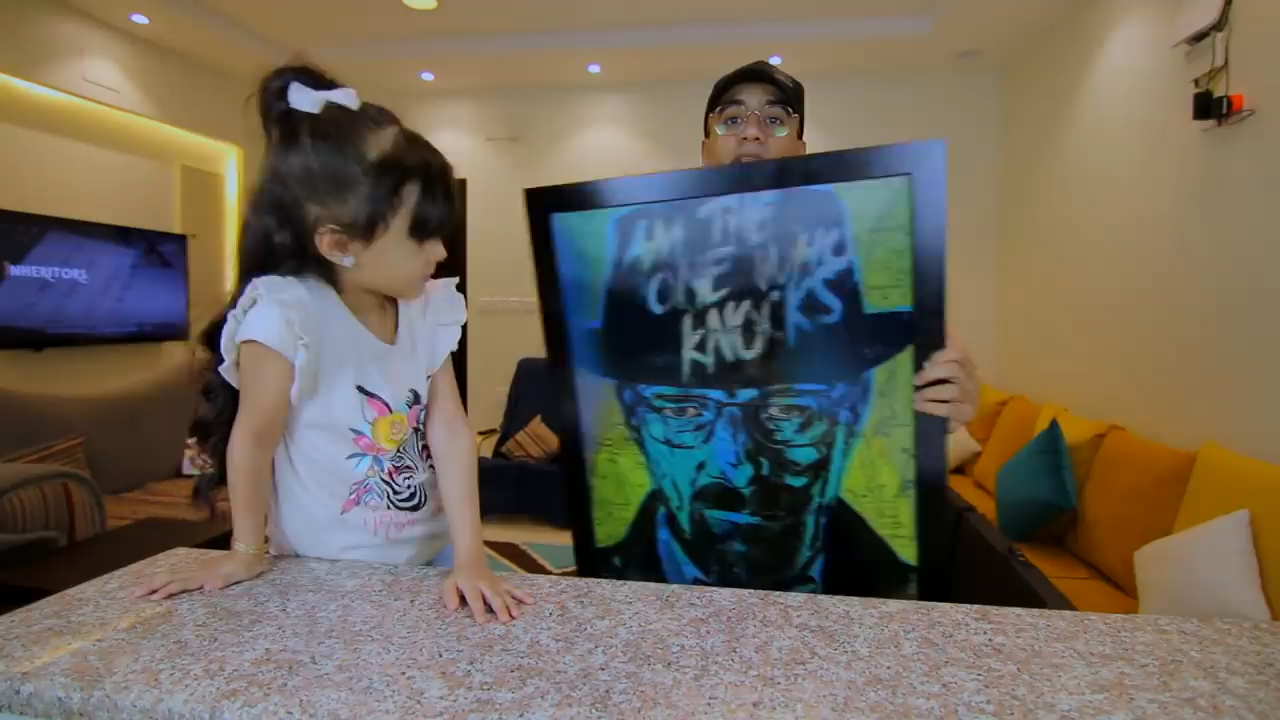 INHERITORS
AM THE
ONE WHO
KNOCKS